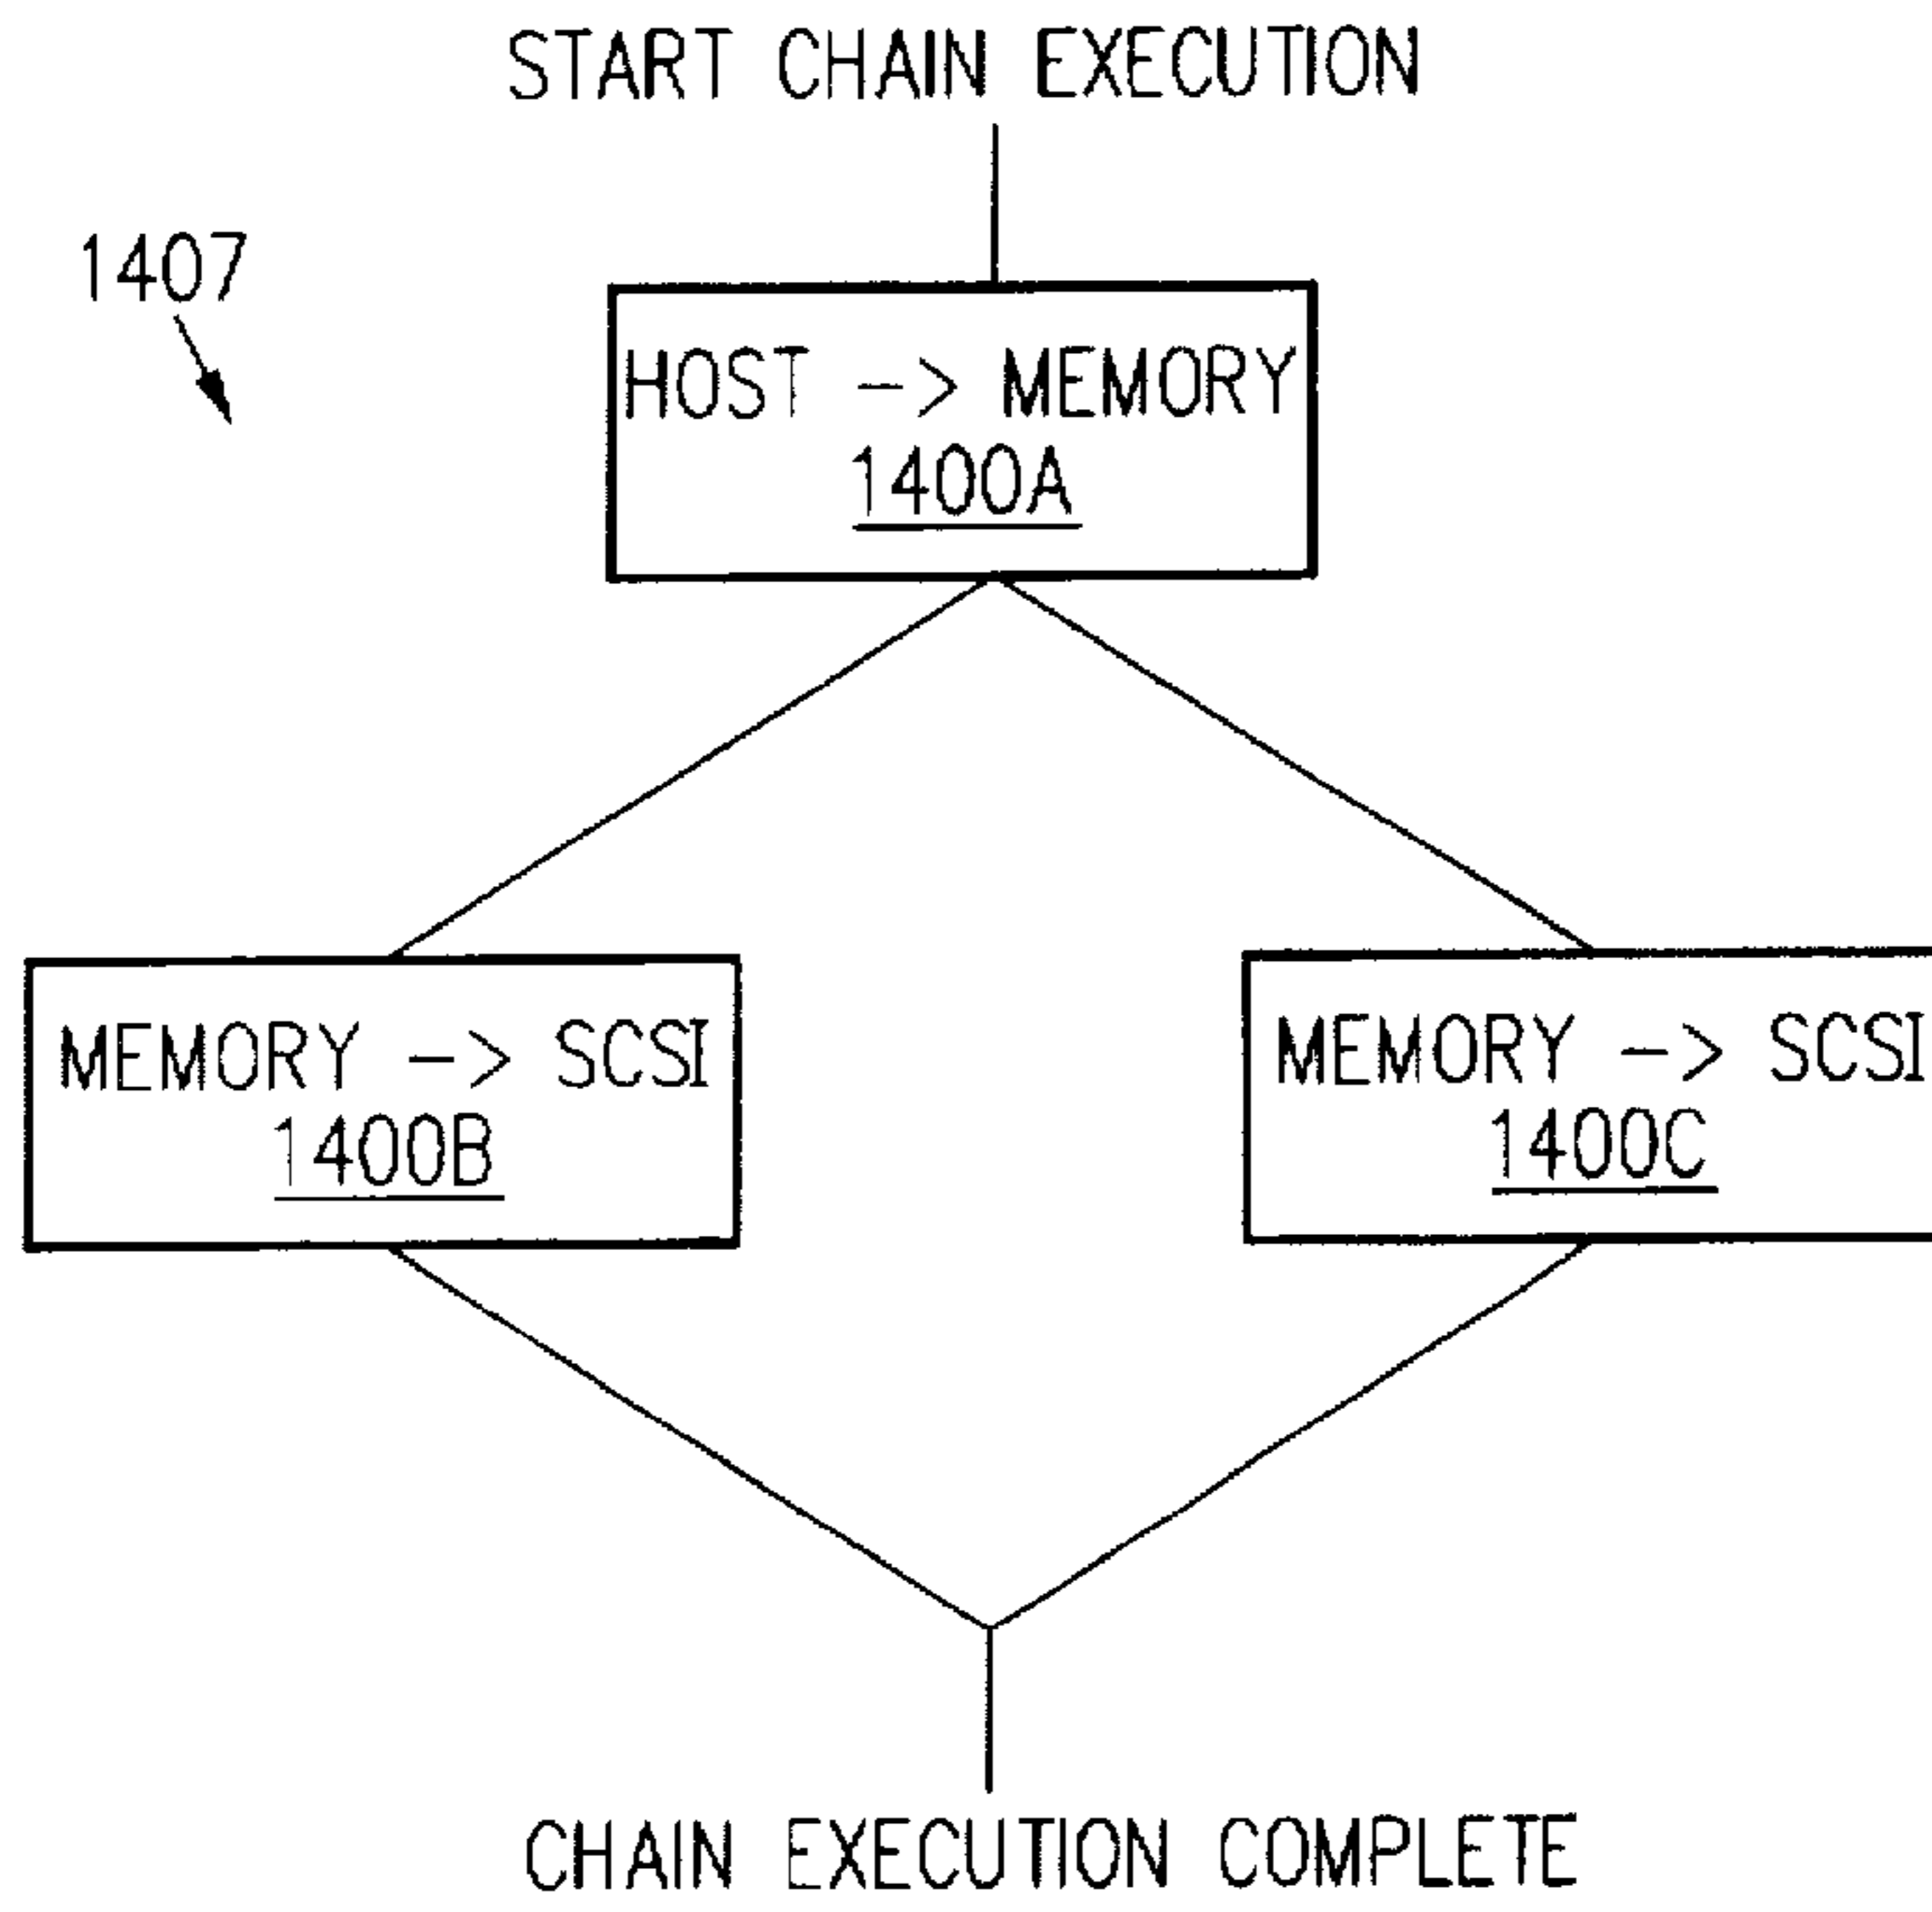 START CHAIN EXECUTION
1407
HOST -> MEMORY
1400A
MEMORY -> SCSI
1400B
MEMORY -> SCSI
1400C
CHAIN EXECUTION COMPLETE